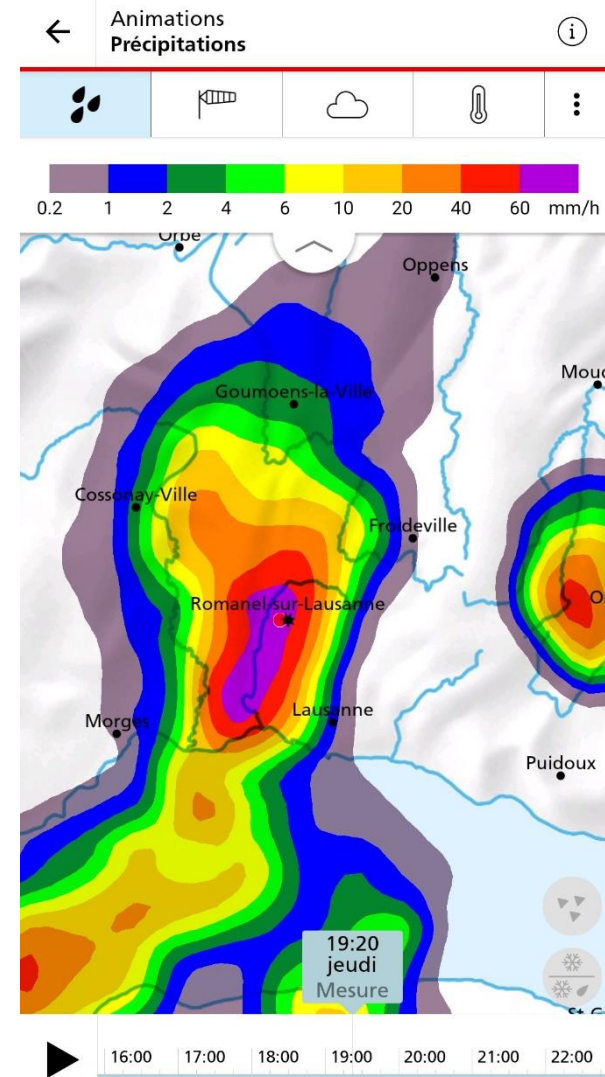 Animations
Précipitations
0.2 1 2 4 6 10 20 40 60 mm/h
Orbe
Oppens
Goumoens-la-Ville
Cossonay-Ville
Froideville
Romanel-sur-Lausanne
Morges
Lausanne
Puidoux
19:20
jeudi
Mesure
16:00 17:00 18:00 19:00 20:00 21:00 22:00